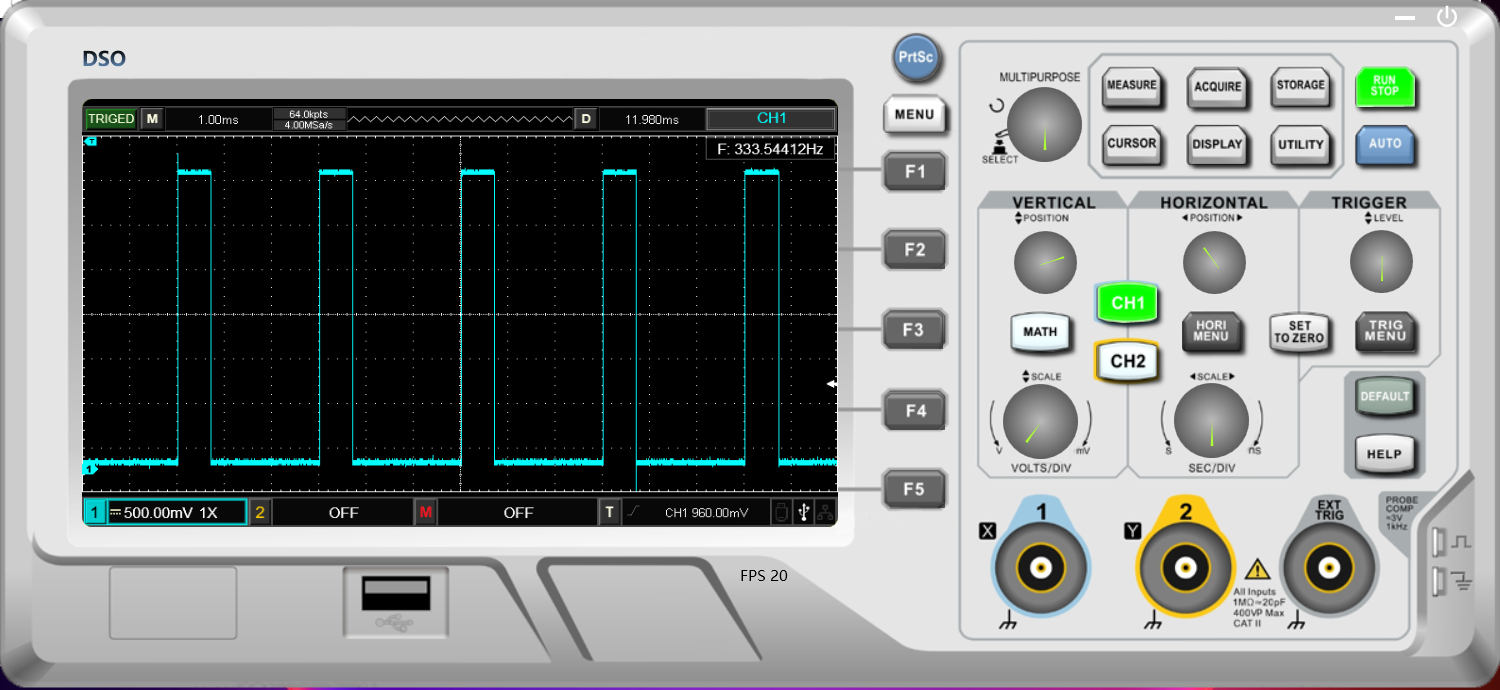 DSO
TRIGED M 1.00ms 64.0kpts 4.00MSa/s D 11.980ms CH1
F: 333.54412Hz
T
1
1 500.00mV 1X 2 OFF M OFF T CH1 960.00mV
FPS 20
PrtSc
MENU
F1
F2
F3
F4
F5
MULTIPURPOSE
SELECT
MEASURE ACQUIRE STORAGE
CURSOR DISPLAY UTILITY
RUN
STOP
AUTO
VERTICAL HORIZONTAL TRIGGER
POSITION POSITION LEVEL
CH1
MATH
CH2
HORI
MENU
SET
TO ZERO
TRIG
MENU
SCALE SCALE
V mV S nS
VOLTS/DIV SEC/DIV
DEFAULT
HELP
1 2 EXT
TRIG
X Y
PROBE
COMP
≈3V
1kHz
All Inputs
1MΩ≃20pF
400VP Max
CAT II